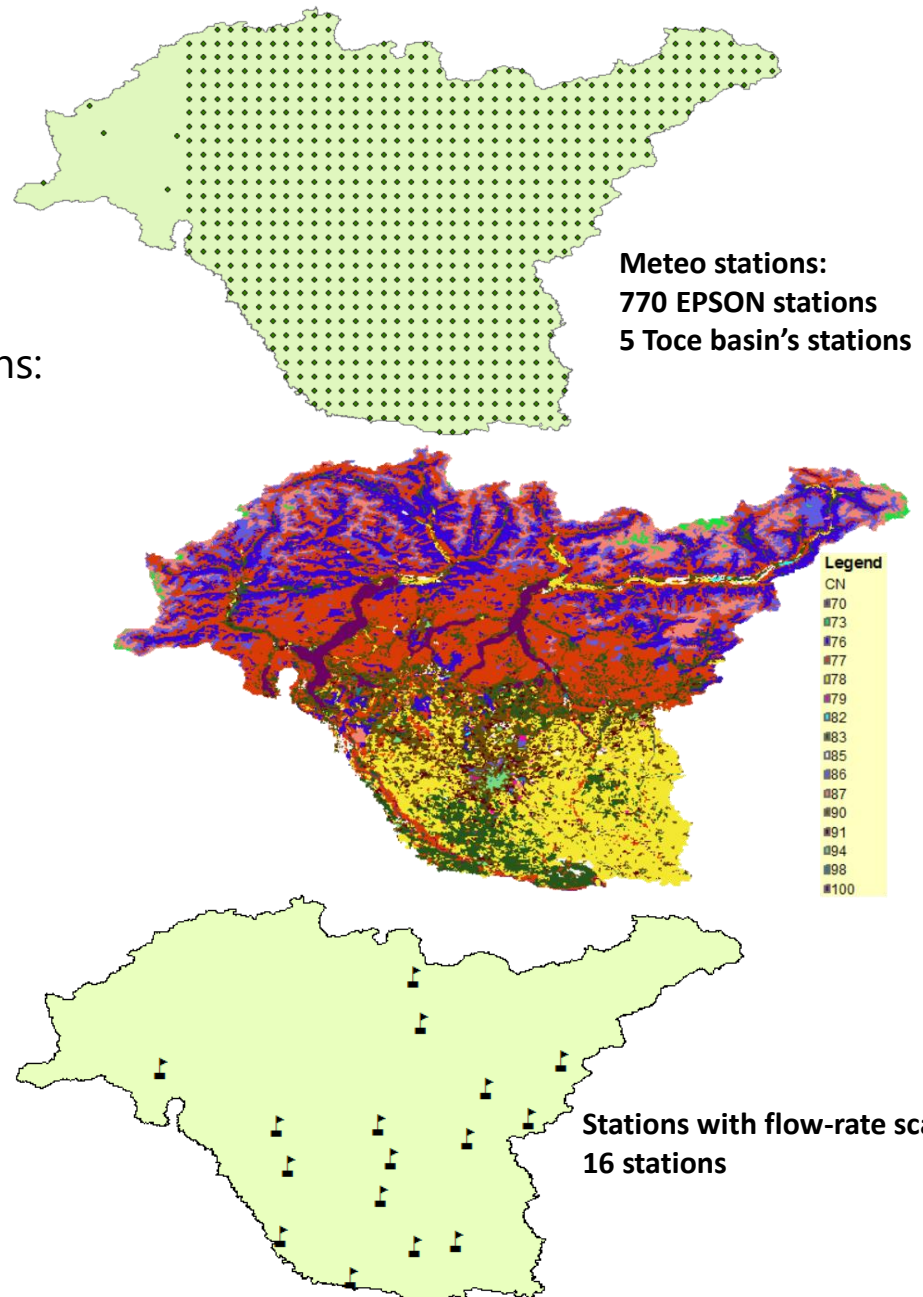 Meteo stations:
770 EPSON stations
5 Toce basin's stations
ns:
Legend
CN
70
73
76
77
78
79
82
83
85
86
87
90
91
94
98
100
Stations with flow-rate sca
16 stations